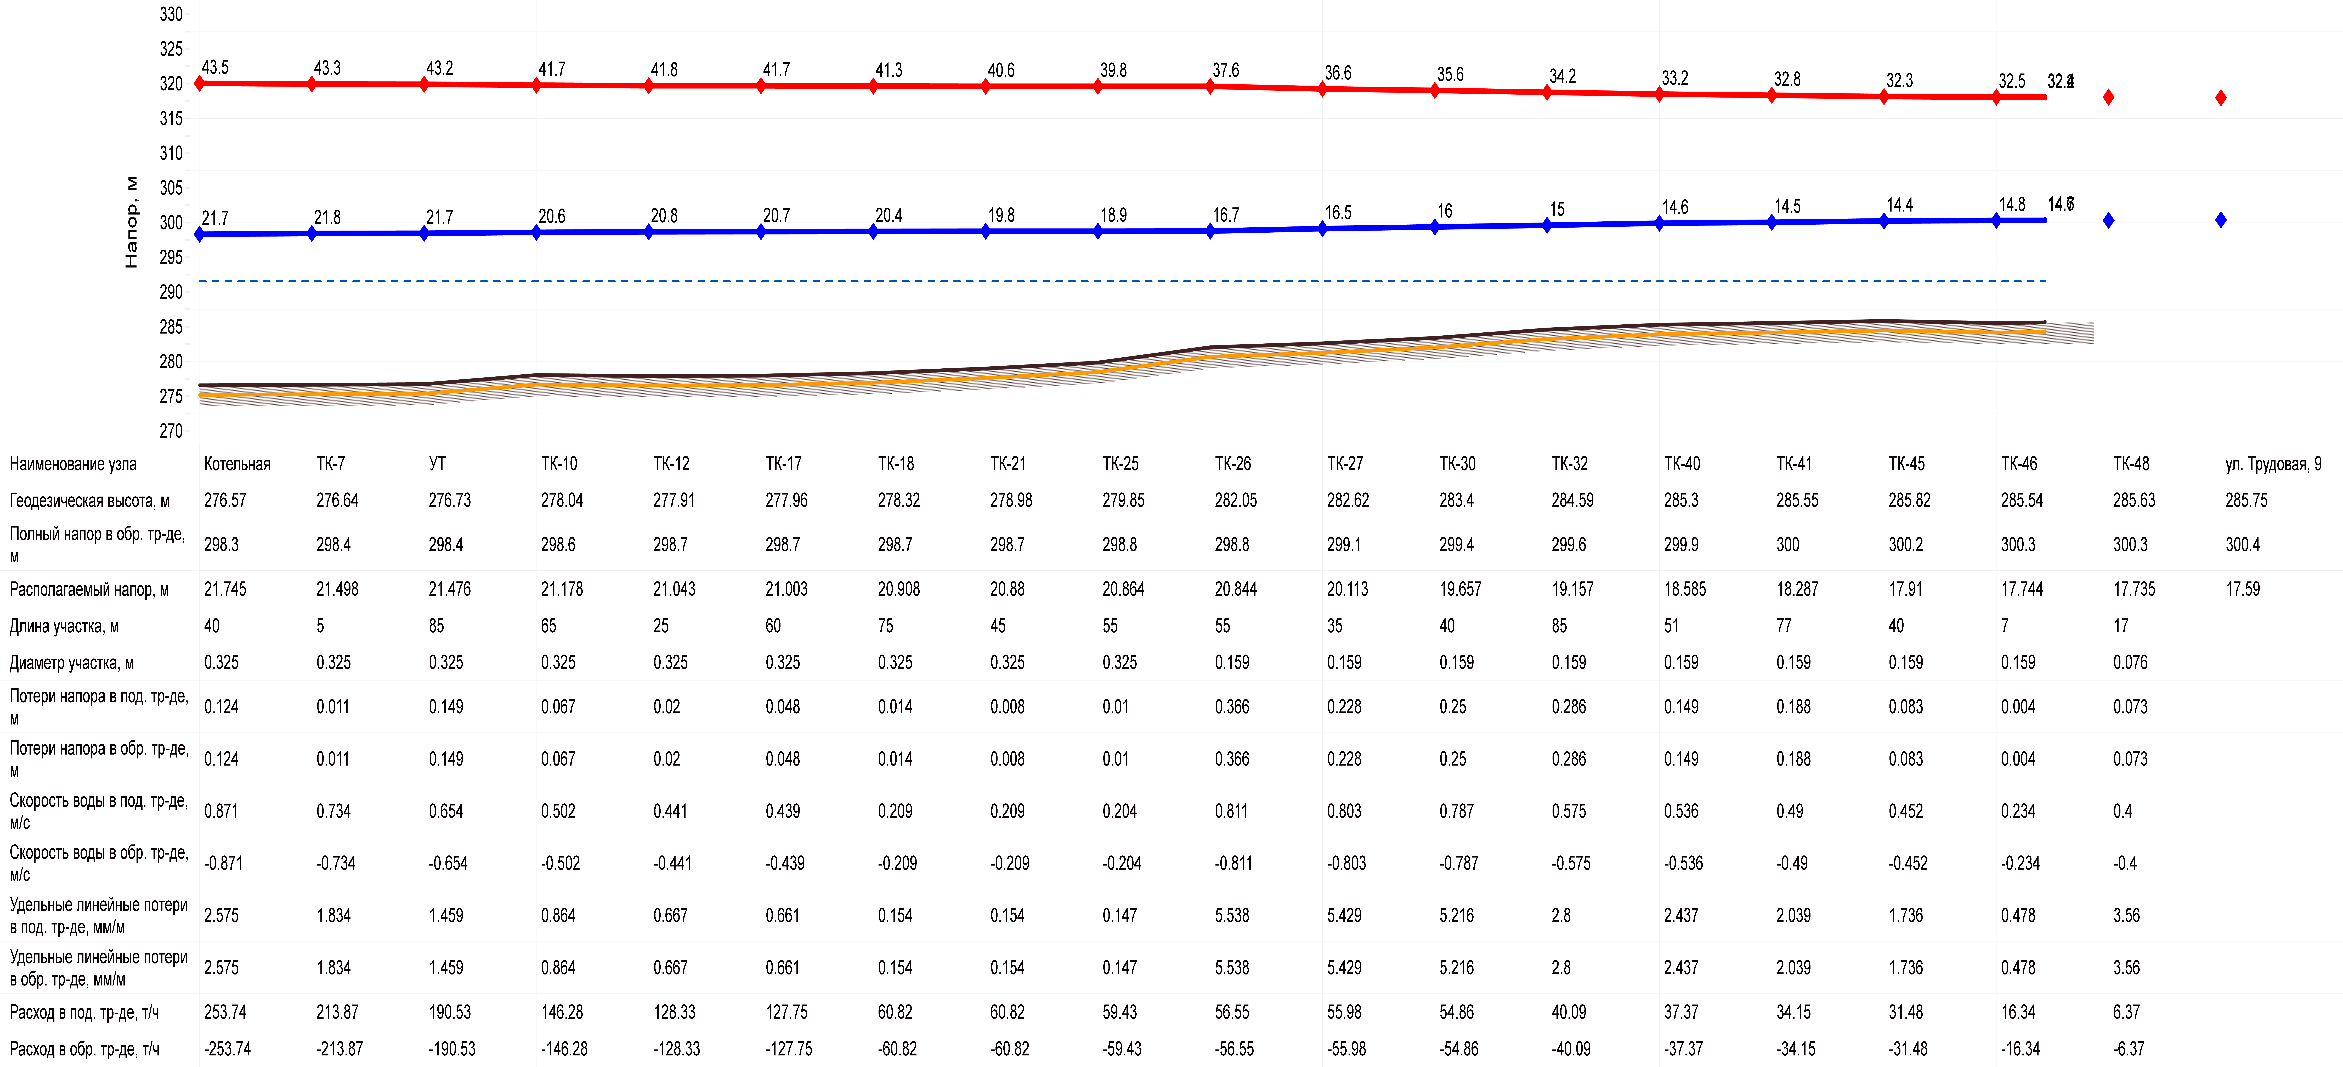 330
325
320
315
310
305
300
295
290
285
280
275
270
Напор, м
43.5 43.3 43.2 41.7 41.8 41.7 41.3 40.6 39.8 37.6 36.6 35.6 34.2 33.2 32.8 32.3 32.5
21.7 21.8 21.7 20.6 20.8 20.7 20.4 19.8 18.9 16.7 16.5 16 15 14.6 14.5 14.4 14.8
Наименование узла Котельная ТК-7 УТ ТК-10 ТК-12 ТК-17 ТК-18 ТК-21 ТК-25 ТК-26 ТК-27 ТК-30 ТК-32 ТК-40 ТК-41 ТК-45 ТК-46 ТК-48 ул. Трудовая, 9
Геодезическая высота, м 276.57 276.64 276.73 278.04 277.91 277.96 278.32 278.98 279.85 282.05 282.62 283.4 284.59 285.3 285.55 285.82 285.54 285.63 285.75
Полный напор в обр. тр-де,
м
298.3 298.4 298.4 298.6 298.7 298.7 298.7 298.7 298.8 298.8 299.1 299.4 299.6 299.9 300 300.2 300.3 300.3 300.4
Располагаемый напор, м 21.745 21.498 21.476 21.178 21.043 21.003 20.908 20.88 20.864 20.844 20.113 19.657 19.157 18.585 18.287 17.91 17.744 17.735 17.59
Длина участка, м 40 5 85 65 25 60 75 45 55 55 35 40 85 51 77 40 7 17
Диаметр участка, м 0.325 0.325 0.325 0.325 0.325 0.325 0.325 0.325 0.325 0.159 0.159 0.159 0.159 0.159 0.159 0.159 0.159 0.076
Потери напора в под. тр-де,
м
0.124 0.011 0.149 0.067 0.02 0.048 0.014 0.008 0.01 0.366 0.228 0.25 0.286 0.149 0.188 0.083 0.004 0.073
Потери напора в обр. тр-де,
м
0.124 0.011 0.149 0.067 0.02 0.048 0.014 0.008 0.01 0.366 0.228 0.25 0.286 0.149 0.188 0.083 0.004 0.073
Скорость воды в под. тр-де,
м/с
0.871 0.734 0.654 0.502 0.441 0.439 0.209 0.209 0.204 0.811 0.803 0.787 0.575 0.536 0.49 0.452 0.234 0.4
Скорость воды в обр. тр-де,
м/с
-0.871 -0.734 -0.654 -0.502 -0.441 -0.439 -0.209 -0.209 -0.204 -0.811 -0.803 -0.787 -0.575 -0.536 -0.49 -0.452 -0.234 -0.4
Удельные линейные потери
в под. тр-де, мм/м
2.575 1.834 1.459 0.864 0.667 0.661 0.154 0.154 0.147 5.538 5.429 5.216 2.8 2.437 2.039 1.736 0.478 3.56
Удельные линейные потери
в обр. тр-де, мм/м
2.575 1.834 1.459 0.864 0.667 0.661 0.154 0.154 0.147 5.538 5.429 5.216 2.8 2.437 2.039 1.736 0.478 3.56
Расход в под. тр-де, т/ч 253.74 213.87 190.53 146.28 128.33 127.75 60.82 60.82 59.43 56.55 55.98 54.86 40.09 37.37 34.15 31.48 16.34 6.37
Расход в обр. тр-де, т/ч -253.74 -213.87 -190.53 -146.28 -128.33 -127.75 -60.82 -60.82 -59.43 -56.55 -55.98 -54.86 -40.09 -37.37 -34.15 -31.48 -16.34 -6.37